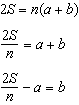 2S = n(a + b)
2S/n = a + b
2S/n − a = b